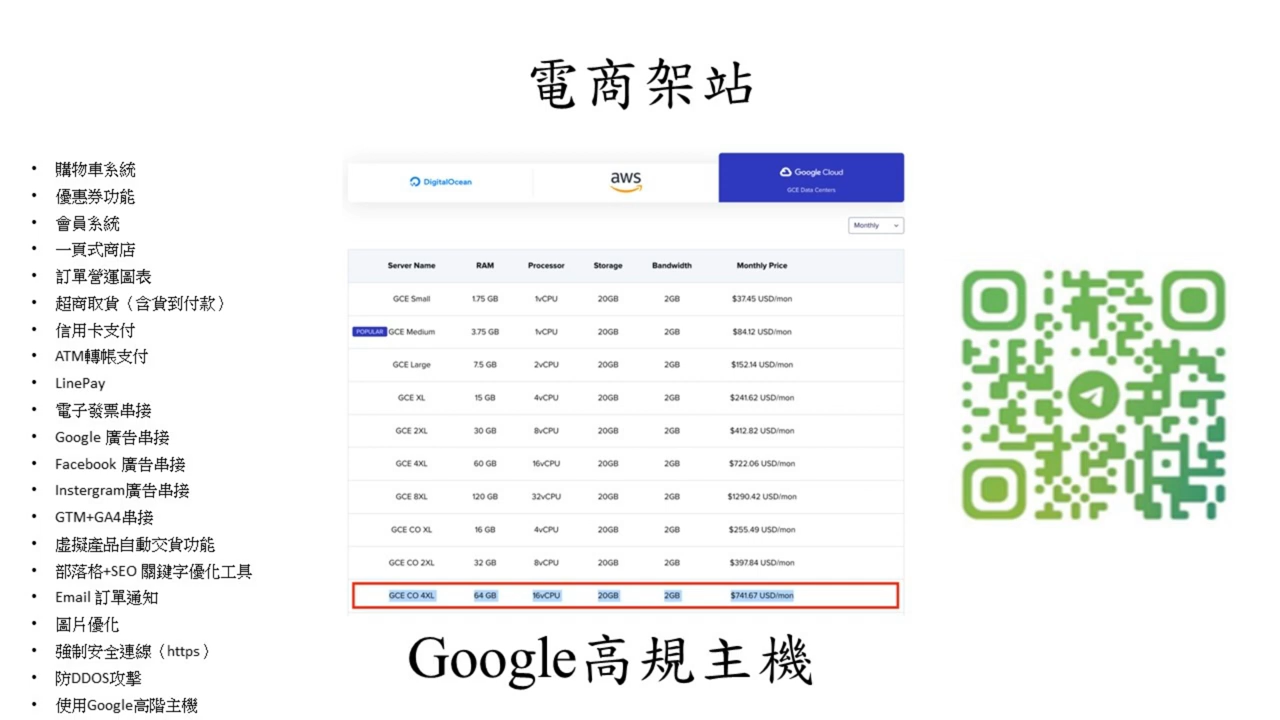 電商架站
• 購物車系統
• 優惠券功能
• 會員系統
• 一頁式商店
• 訂單營運圖表
• 超商取貨（含貨到付款）
• 信用卡支付
• ATM轉帳支付
• LinePay
• 電子發票串接
• Google 廣告串接
• Facebook 廣告串接
• Instergram廣告串接
• GTM+GA4串接
• 虛擬產品自動交貨功能
• 部落格+SEO 關鍵字優化工具
• Email 訂單通知
• 圖片優化
• 強制安全連線（https）
• 防DDOS攻擊
• 使用Google高階主機
DigitalOcean aws Google Cloud
GCE Data Centers
Monthly
Server Name RAM Processor Storage Bandwidth Monthly Price
GCE Small 1.75 GB 1vCPU 20GB 2GB $37.45 USD/mon
POPULAR GCE Medium 3.75 GB 1vCPU 20GB 2GB $84.12 USD/mon
GCE Large 7.5 GB 2vCPU 20GB 2GB $152.14 USD/mon
GCE XL 15 GB 4vCPU 20GB 2GB $241.62 USD/mon
GCE 2XL 30 GB 8vCPU 20GB 2GB $412.82 USD/mon
GCE 4XL 60 GB 16vCPU 20GB 2GB $722.06 USD/mon
GCE 8XL 120 GB 32vCPU 20GB 2GB $1290.42 USD/mon
GCE CO XL 16 GB 4vCPU 20GB 2GB $255.49 USD/mon
GCE CO 2XL 32 GB 8vCPU 20GB 2GB $397.84 USD/mon
GCE CO 4XL 64 GB 16vCPU 20GB 2GB $741.67 USD/mon
Google高規主機